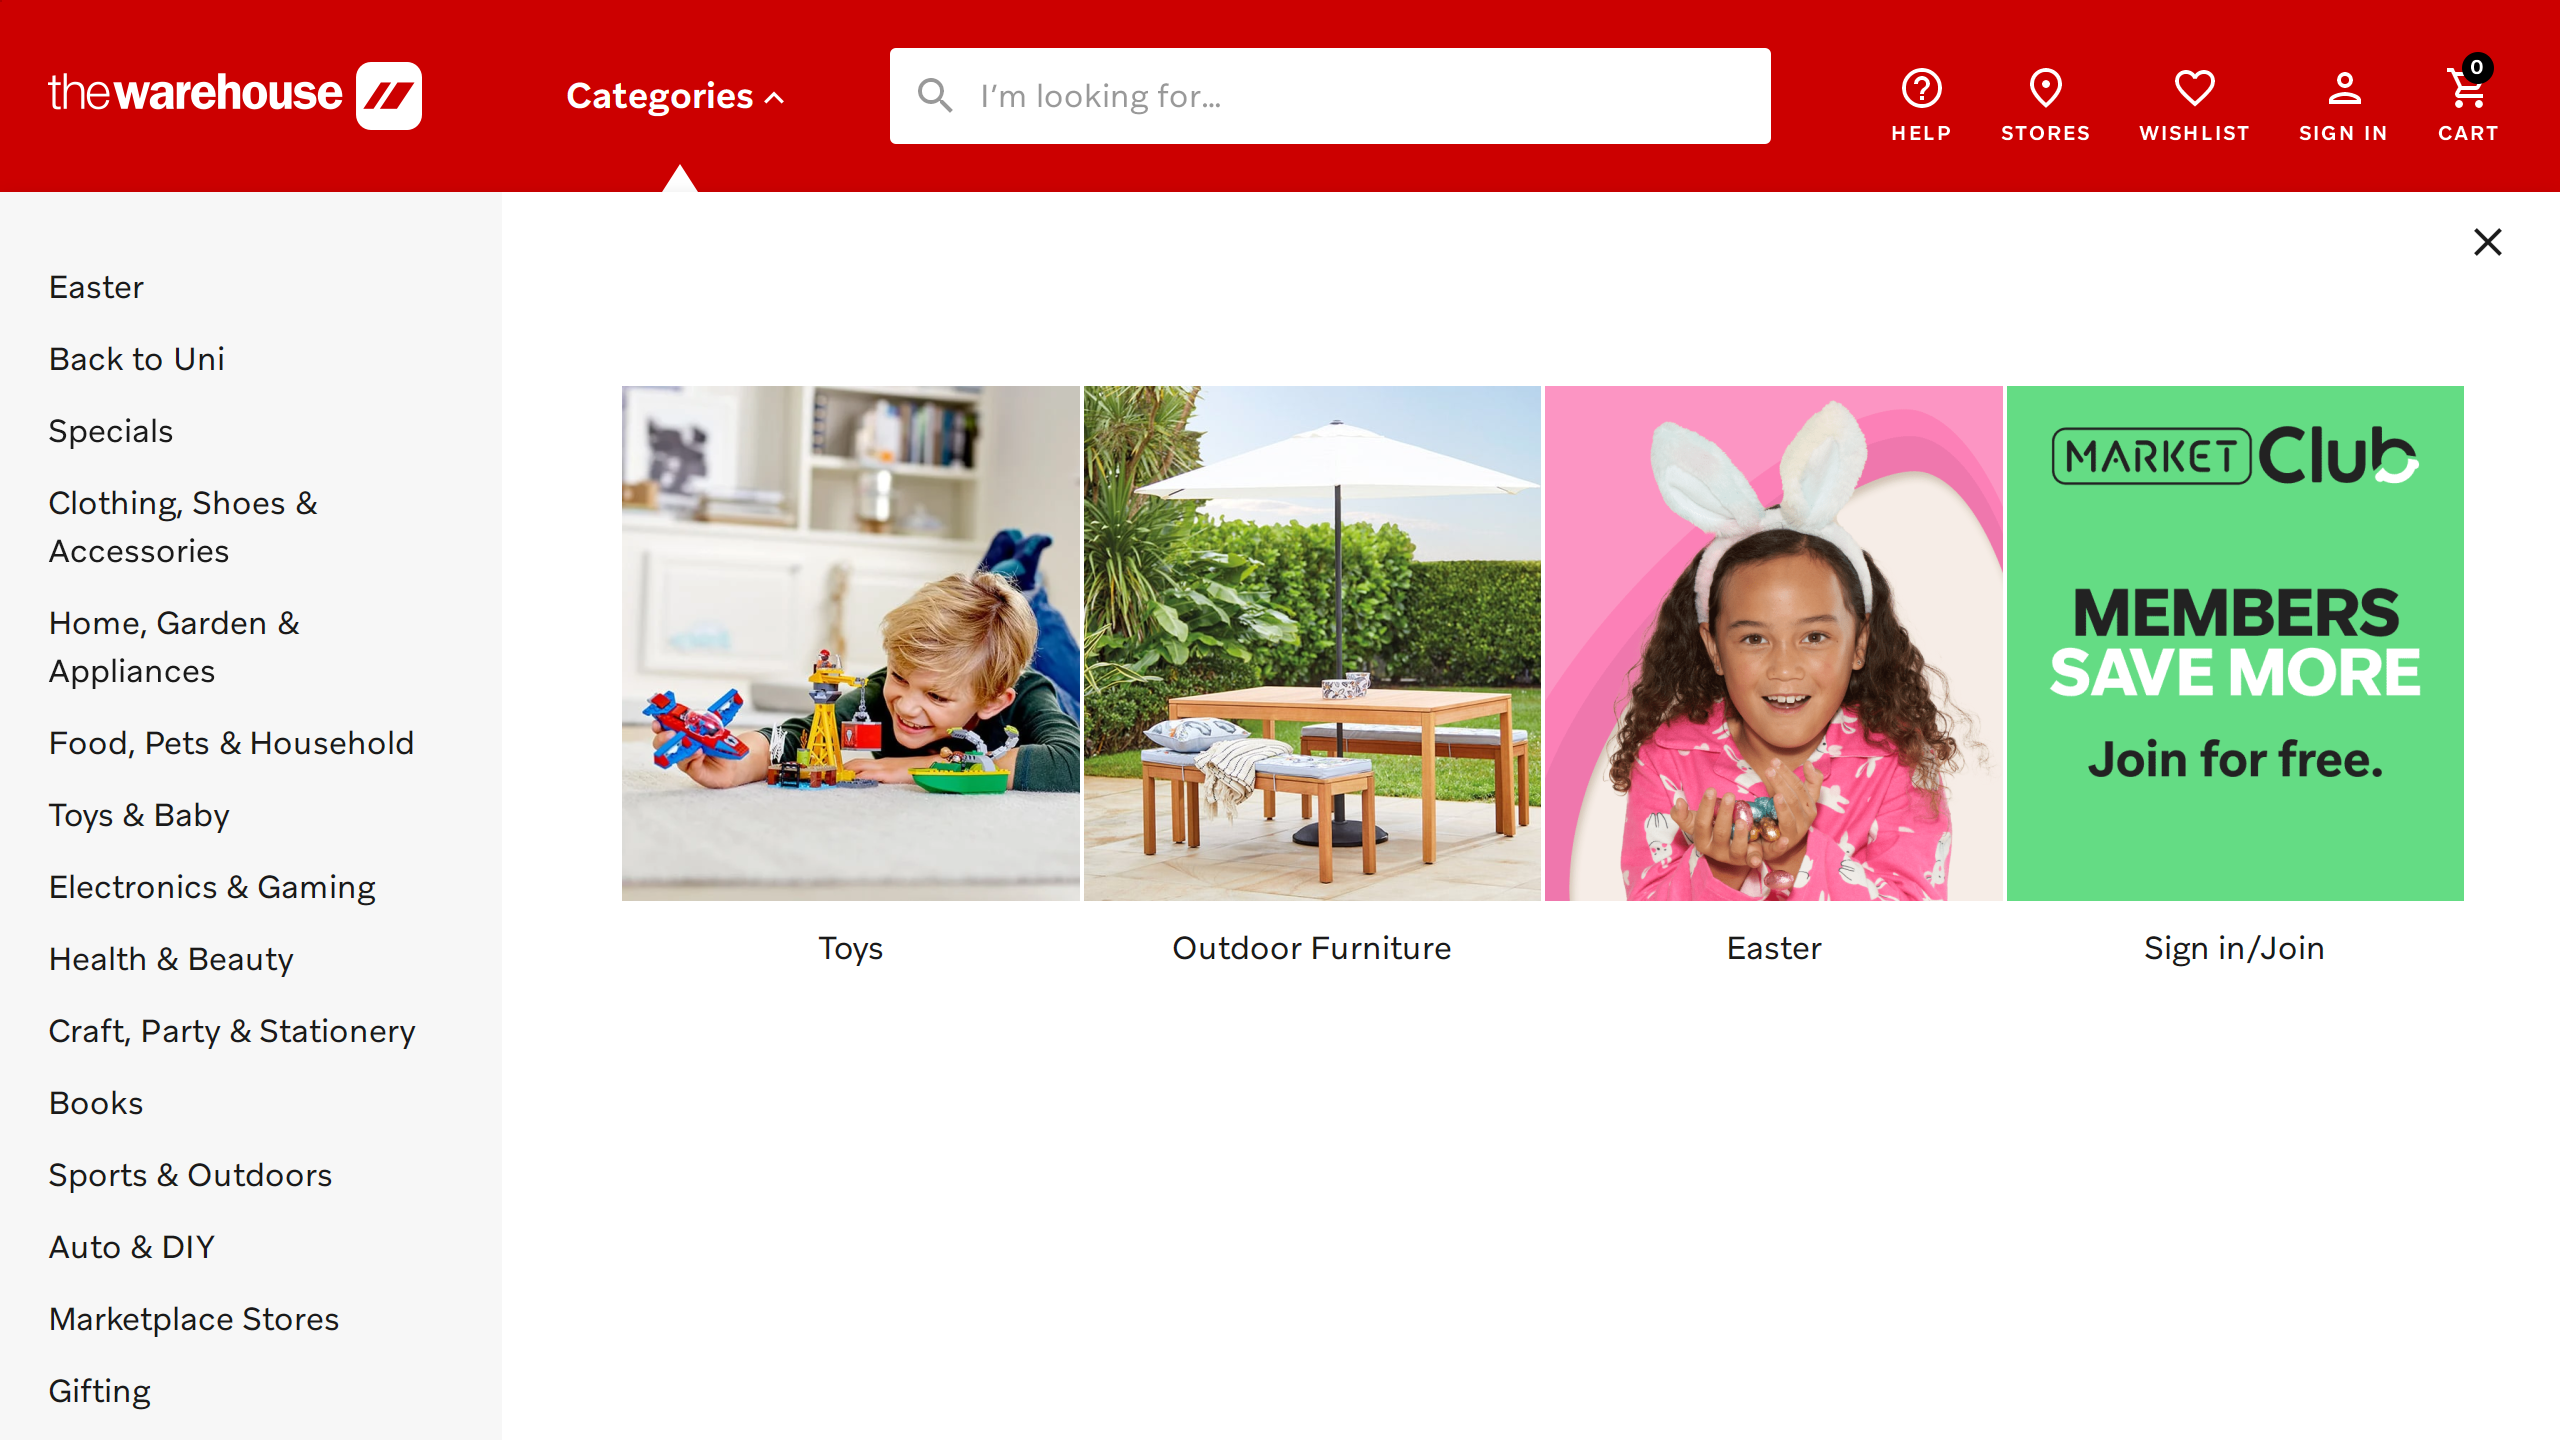 thewarehouse
Categories
I'm looking for...
HELP
STORES
WISHLIST
SIGN IN
0
CART
Easter
Back to Uni
Specials
Clothing, Shoes &
Accessories
Home, Garden &
Appliances
Food, Pets & Household
Toys & Baby
Electronics & Gaming
Health & Beauty
Craft, Party & Stationery
Books
Sports & Outdoors
Auto & DIY
Marketplace Stores
Gifting
MARKET Club
MEMBERS
SAVE MORE
Join for free.
Toys
Outdoor Furniture
Easter
Sign in/Join